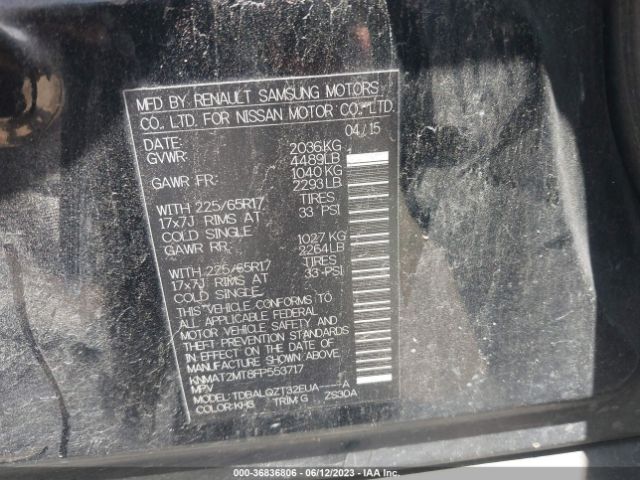 MFD BY RENAULT SAMSUNG MOTORS
CO., LTD. FOR NISSAN MOTOR CO., LTD.
DATE: 04/15
GVWR: 2036KG
4489LB
GAWR FR: 1040 KG
2293LB
WITH 225/65R17 TIRES
17x7J RIMS AT 33 PSI
COLD SINGLE
GAWR RR: 1027 KG
2264LB
WITH 225/65R17 TIRES
17x7J RIMS AT 33 PSI
COLD SINGLE
THIS VEHICLE CONFORMS TO
ALL APPLICABLE FEDERAL
MOTOR VEHICLE SAFETY AND
THEFT PREVENTION STANDARDS
IN EFFECT ON THE DATE OF
MANUFACTURE SHOWN ABOVE.
KNMAT2MT8FP553717
MPV
MODEL: TDBALQZT32EUA----A
COLOR: KH3 TRIM: G ZS30A
000-36836806 - 06/12/2023 - IAA Inc.